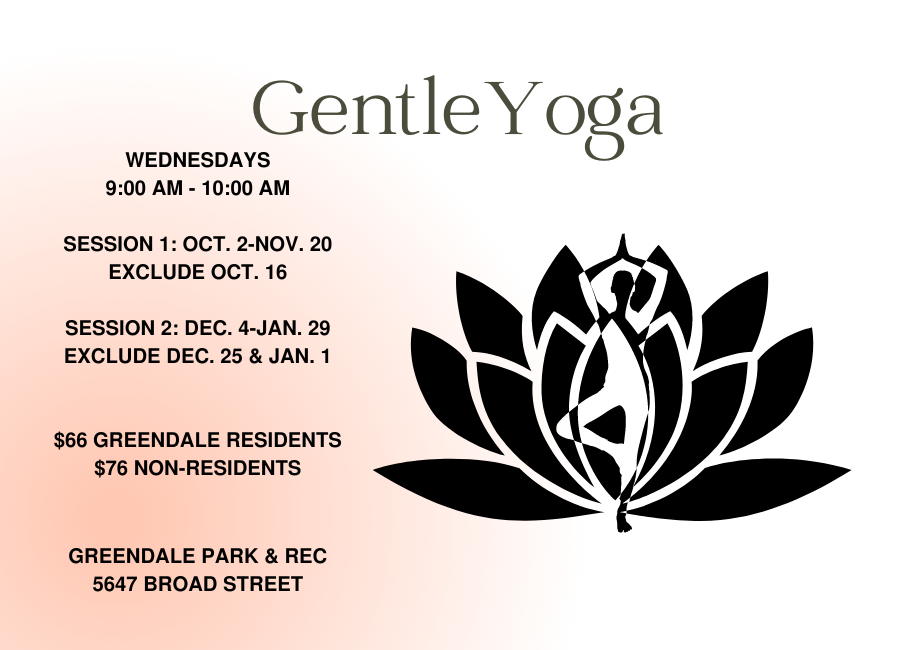 Gentle Yoga
WEDNESDAYS
9:00 AM - 10:00 AM
SESSION 1: OCT. 2-NOV. 20
EXCLUDE OCT. 16
SESSION 2: DEC. 4-JAN. 29
EXCLUDE DEC. 25 & JAN. 1
$66 GREENDALE RESIDENTS
$76 NON-RESIDENTS
GREENDALE PARK & REC
5647 BROAD STREET